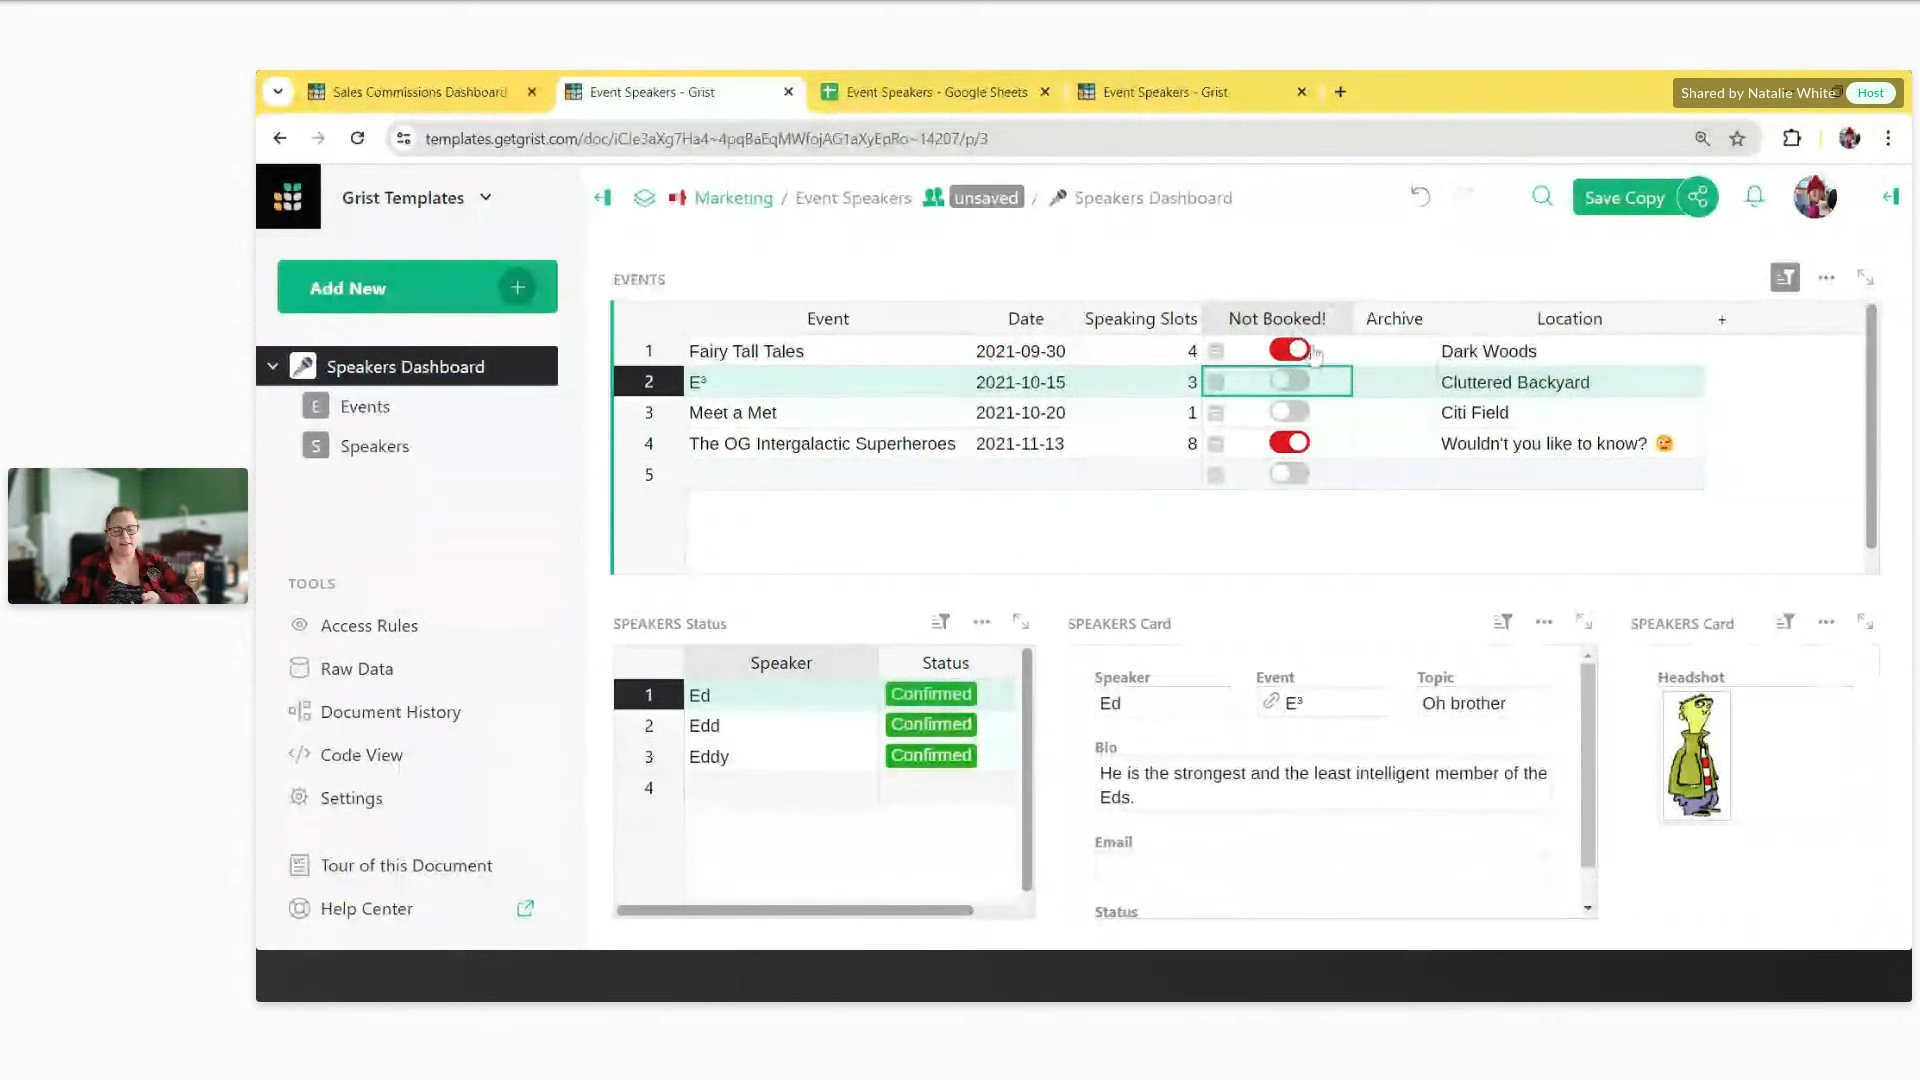 Sales Commissions Dashboard
Event Speakers - Grist
Event Speakers - Google Sheets
Event Speakers - Grist
Shared by Natalie White
Host
templates.getgrist.com/doc/iCle3aXg7Ha4~4pqBaEqMWfojAG1aXyEpRo~14207/p/3
Grist Templates
Marketing / Event Speakers unsaved / Speakers Dashboard
Save Copy
Add New
Speakers Dashboard
E Events
S Speakers
TOOLS
Access Rules
Raw Data
Document History
Code View
Settings
Tour of this Document
Help Center
EVENTS
Event Date Speaking Slots Not Booked! Archive Location +
1 Fairy Tall Tales 2021-09-30 4 Dark Woods
2 E³ 2021-10-15 3 Cluttered Backyard
3 Meet a Met 2021-10-20 1 Citi Field
4 The OG Intergalactic Superheroes 2021-11-13 8 Wouldn't you like to know?
5
SPEAKERS Status
Speaker Status
1 Ed Confirmed
2 Edd Confirmed
3 Eddy Confirmed
4
SPEAKERS Card
Speaker Event Topic
Ed E³ Oh brother
Bio
He is the strongest and the least intelligent member of the
Eds.
Email
Status
SPEAKERS Card
Headshot